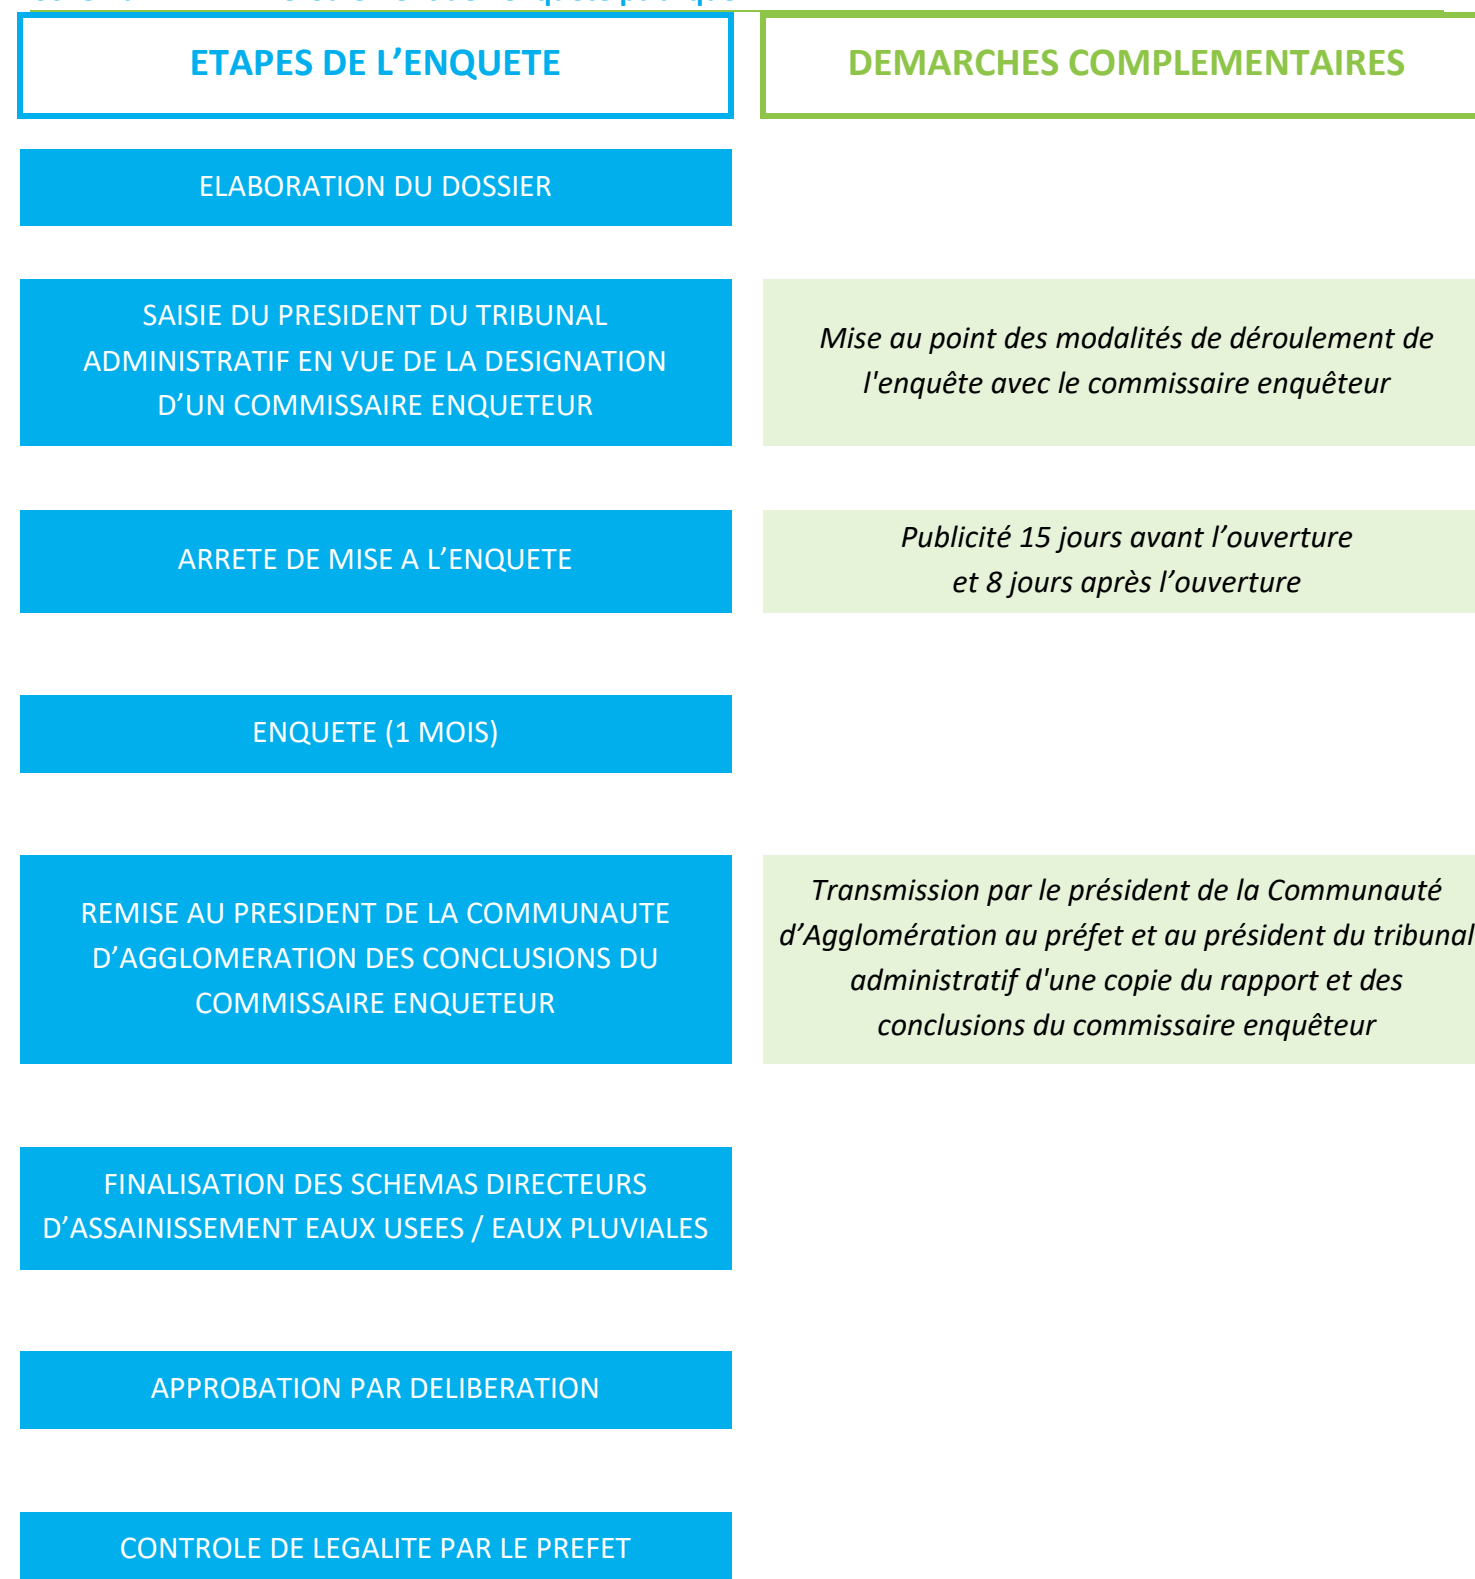 ETAPES DE L’ENQUETE
DEMARCHES COMPLEMENTAIRES
ELABORATION DU DOSSIER
SAISIE DU PRESIDENT DU TRIBUNAL
ADMINISTRATIF EN VUE DE LA DESIGNATION
D’UN COMMISSAIRE ENQUETEUR
Mise au point des modalités de déroulement de
l'enquête avec le commissaire enquêteur
ARRETE DE MISE A L’ENQUETE
Publicité 15 jours avant l’ouverture
et 8 jours après l’ouverture
ENQUETE (1 MOIS)
REMISE AU PRESIDENT DE LA COMMUNAUTE
D’AGGLOMERATION DES CONCLUSIONS DU
COMMISSAIRE ENQUETEUR
Transmission par le président de la Communauté
d’Agglomération au préfet et au président du tribunal
administratif d'une copie du rapport et des
conclusions du commissaire enquêteur
FINALISATION DES SCHEMAS DIRECTEURS
D’ASSAINISSEMENT EAUX USEES / EAUX PLUVIALES
APPROBATION PAR DELIBERATION
CONTROLE DE LEGALITE PAR LE PREFET